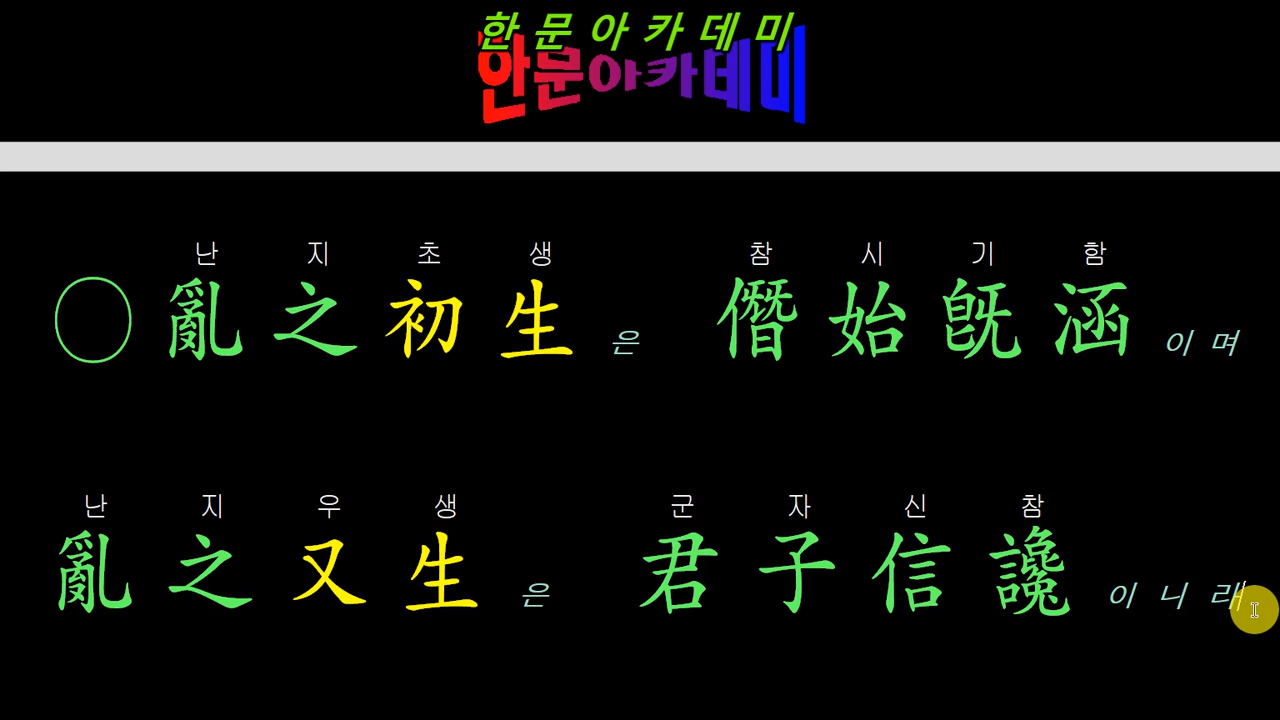 한문아카데미
한문아카데미
난 지 초 생 참 시 기 함
○亂之初生은 僭始旣涵이며
난 지 우 생 군 자 신 참
亂之又生은 君子信讒이니래